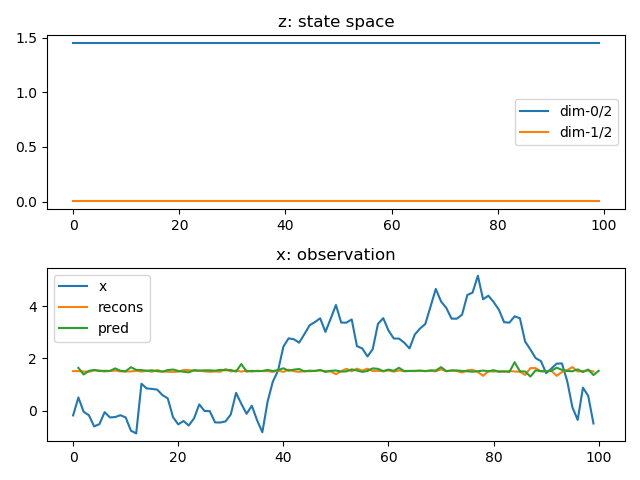 z: state space
1.5
1.0
0.5
0.0
dim-0/2
dim-1/2
0 20 40 60 80 100
x: observation
x
recons
pred
4
2
0
0 20 40 60 80 100